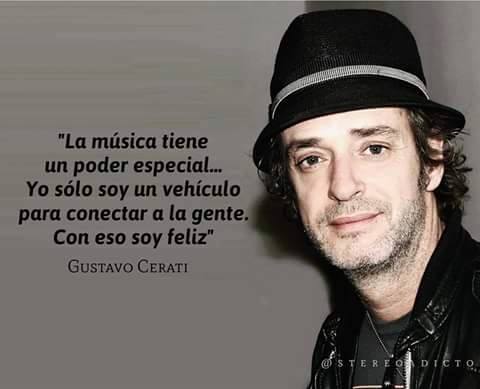 "La música tiene
un poder especial...
Yo sólo soy un vehículo
para conectar a la gente.
Con eso soy feliz"
Gustavo Cerati
@STEREOADICTO